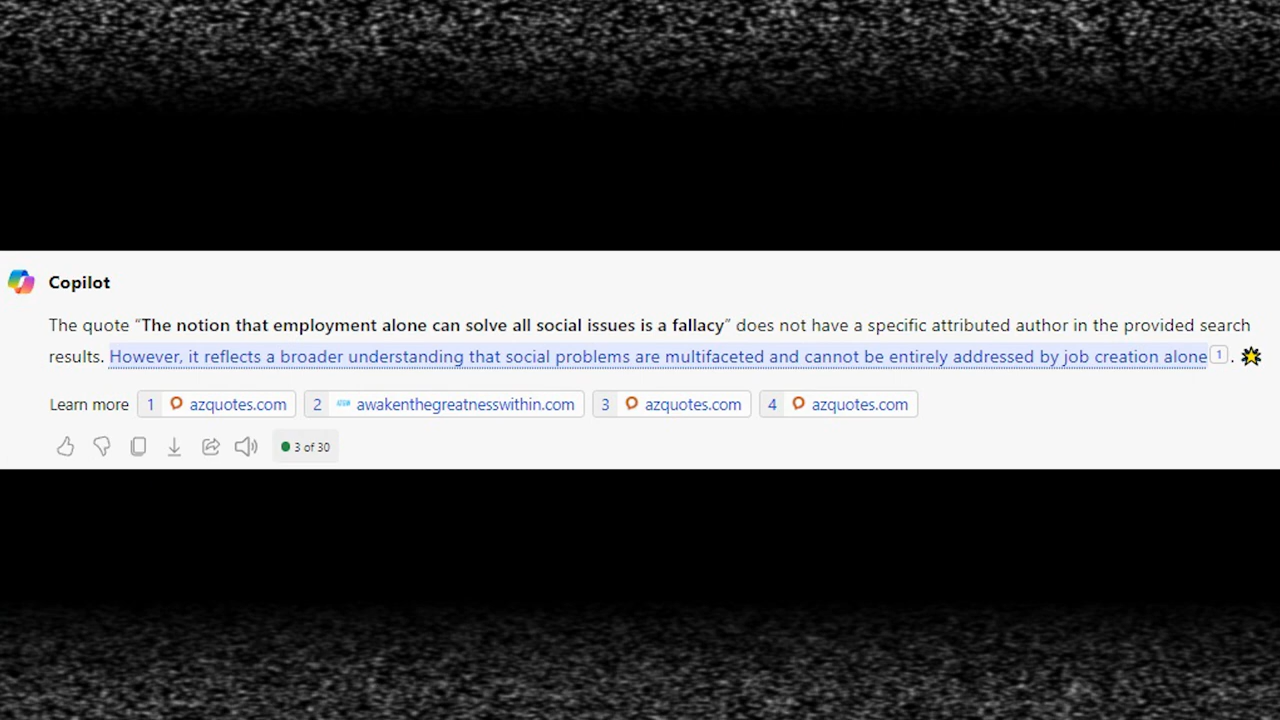 Copilot
The quote “The notion that employment alone can solve all social issues is a fallacy” does not have a specific attributed author in the provided search
results. However, it reflects a broader understanding that social problems are multifaceted and cannot be entirely addressed by job creation alone 1 .
Learn more 1 azquotes.com 2 awakenthegreatnesswithin.com 3 azquotes.com 4 azquotes.com
3 of 30